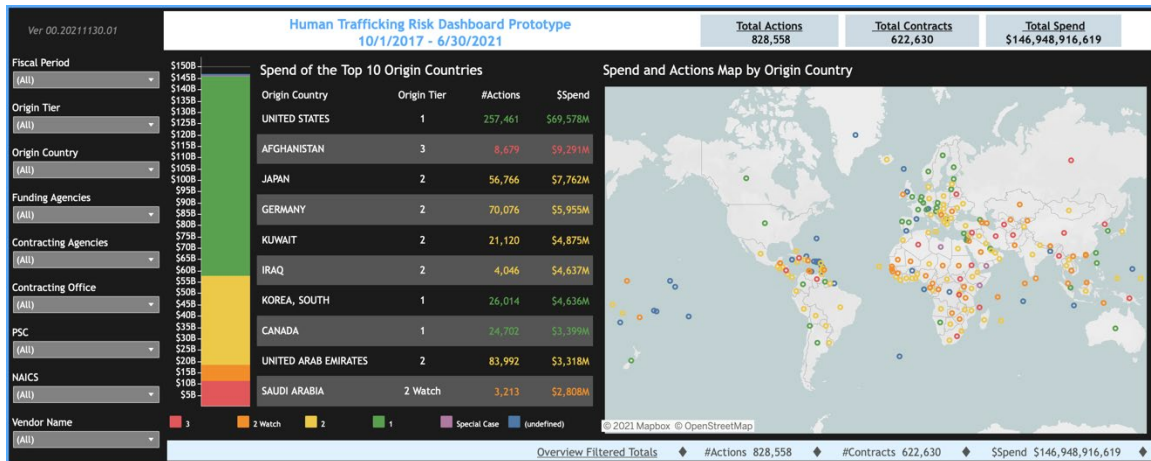 Ver 00.20211130.01
Human Trafficking Risk Dashboard Prototype
10/1/2017 - 6/30/2021
Total Actions
828,558
Total Contracts
622,630
Total Spend
$146,948,916,619
Fiscal Period
(All)
Origin Tier
(All)
Origin Country
(All)
Funding Agencies
(All)
Contracting Agencies
(All)
Contracting Office
(All)
PSC
(All)
NAICS
(All)
Vendor Name
(All)
$150B
$145B
$140B
$135B
$130B
$125B
$120B
$115B
$110B
$105B
$100B
$95B
$90B
$85B
$80B
$75B
$70B
$65B
$60B
$55B
$50B
$45B
$40B
$35B
$30B
$25B
$20B
$15B
$10B
$5B
Spend of the Top 10 Origin Countries
Origin Country Origin Tier #Actions $Spend
UNITED STATES 1 257,461 $69,578M
AFGHANISTAN 3 8,679 $9,291M
JAPAN 2 56,766 $7,762M
GERMANY 2 70,076 $5,955M
KUWAIT 2 21,120 $4,875M
IRAQ 2 4,046 $4,637M
KOREA, SOUTH 1 26,014 $4,636M
CANADA 1 24,702 $3,399M
UNITED ARAB EMIRATES 2 83,992 $3,318M
SAUDI ARABIA 2 Watch 3,213 $2,808M
3 2 Watch 2 1 Special Case (undefined)
Spend and Actions Map by Origin Country
© 2021 Mapbox © OpenStreetMap
Overview Filtered Totals ♦ #Actions 828,558 ♦ #Contracts 622,630 ♦ $Spend $146,948,916,619 ♦